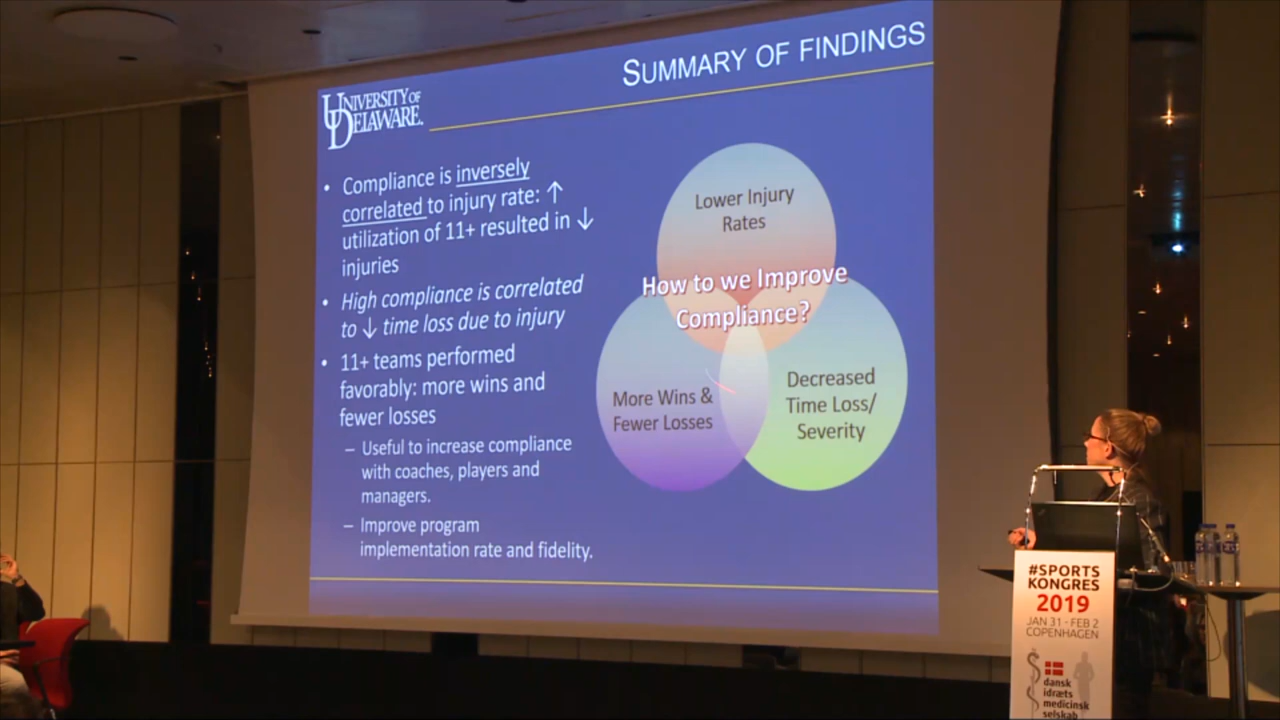 SUMMARY OF FINDINGS
UNIVERSITY OF
DELAWARE.
• Compliance is inversely
correlated to injury rate: ↑
utilization of 11+ resulted in ↓
injuries
• High compliance is correlated
to ↓ time loss due to injury
• 11+ teams performed
favorably: more wins and
fewer losses
– Useful to increase compliance
with coaches, players and
managers.
– Improve program
implementation rate and fidelity.
Lower Injury
Rates
How to we Improve
Compliance?
More Wins &
Fewer Losses
Decreased
Time Loss/
Severity
#SPORTS
KONGRES
2019
JAN 31 - FEB 2
COPENHAGEN
dansk
idræts
medicinsk
selskab